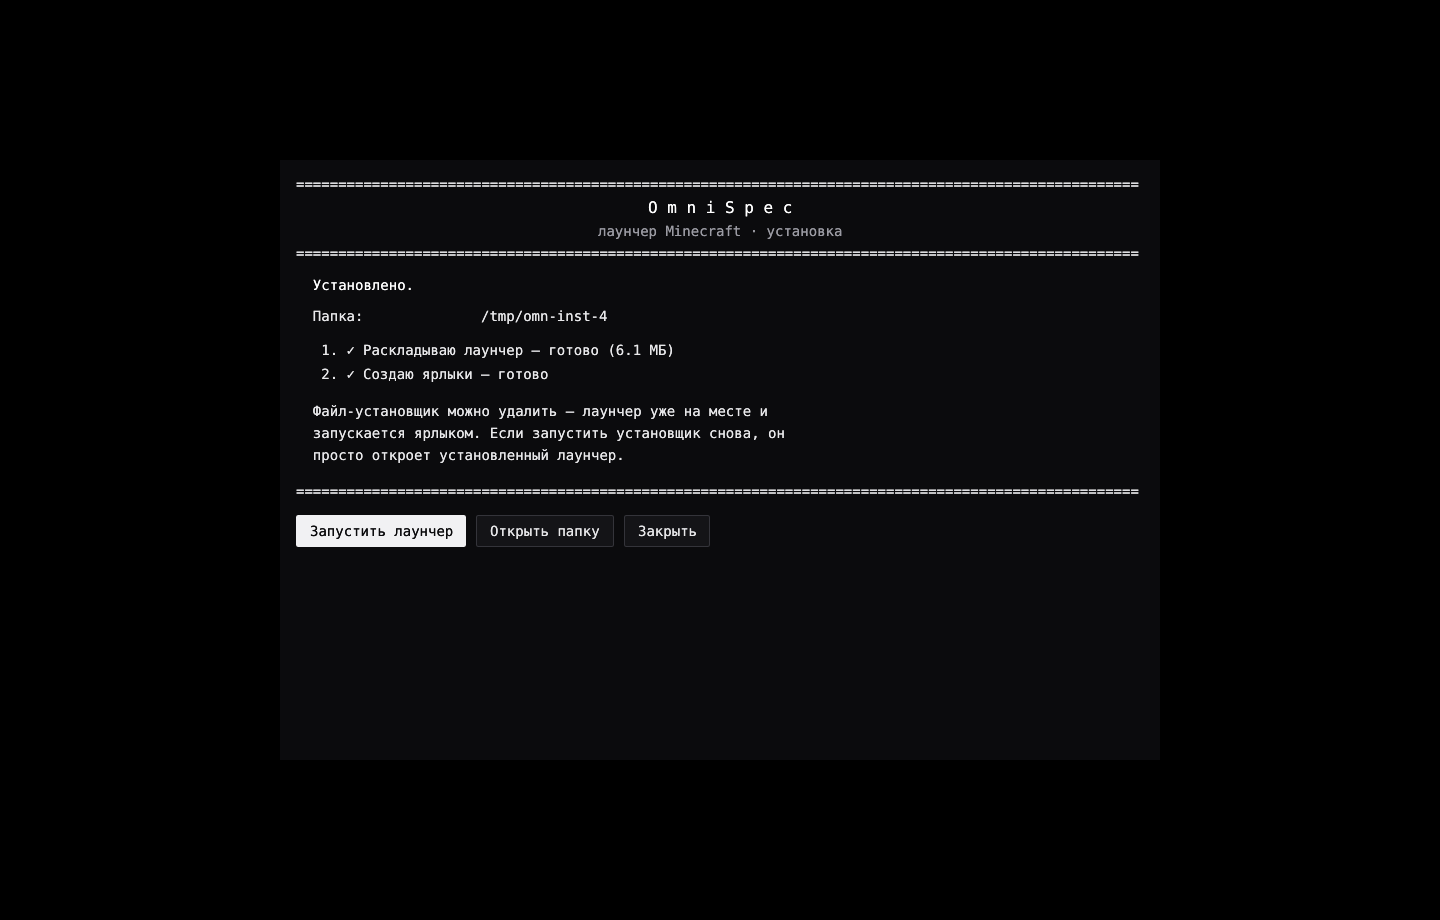 ====================================================================================================
O m n i S p e c
лаунчер Minecraft · установка
====================================================================================================
Установлено.
Папка: /tmp/omn-inst-4
1. ✓ Раскладываю лаунчер — готово (6.1 МБ)
2. ✓ Создаю ярлыки — готово
Файл-установщик можно удалить — лаунчер уже на месте и
запускается ярлыком. Если запустить установщик снова, он
просто откроет установленный лаунчер.
====================================================================================================
Запустить лаунчер Открыть папку Закрыть